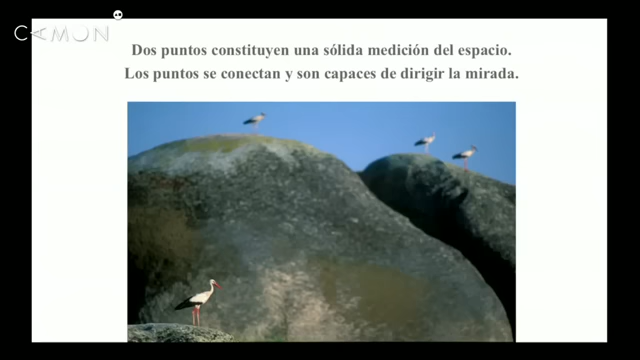 CAMON
Dos puntos constituyen una sólida medición del espacio.
Los puntos se conectan y son capaces de dirigir la mirada.